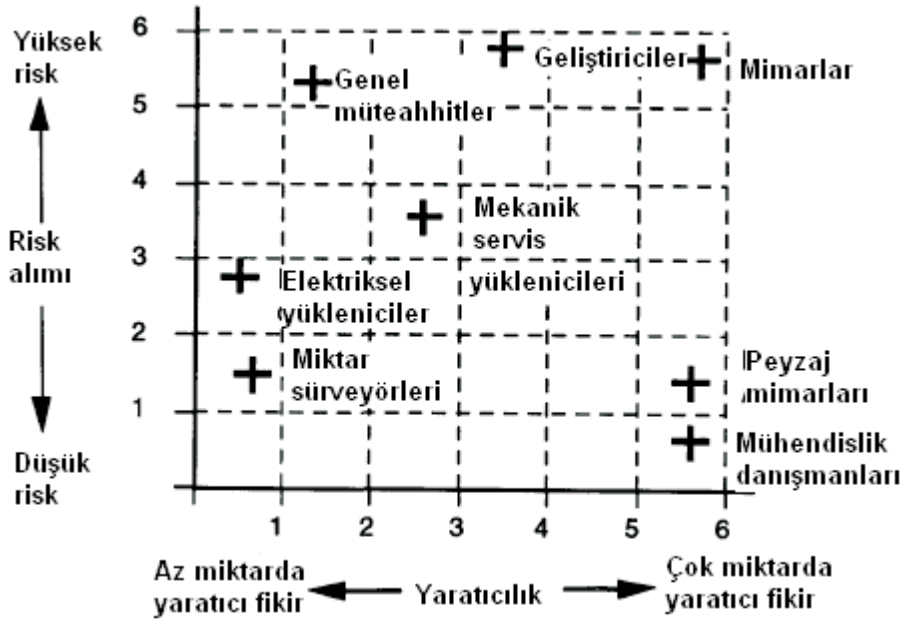 Yüksek
risk
Risk
alımı
Düşük
risk
6
5
4
3
2
1
Genel
müteahhitler
Geliştiriciler
Mimarlar
Mekanik
servis
yüklenicileri
Elektriksel
yükleniciler
Miktar
sürveyörleri
Peyzaj
mimarları
Mühendislik
danışmanları
1 2 3 4 5 6
Az miktarda
yaratıcı fikir
Yaratıcılık
Çok miktarda
yaratıcı fikir